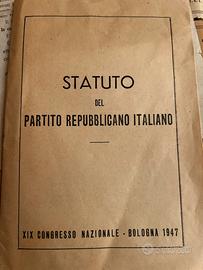 STATUTO
DEL
PARTITO REPUBBLICANO ITALIANO
XIX CONGRESSO NAZIONALE - BOLOGNA 1947